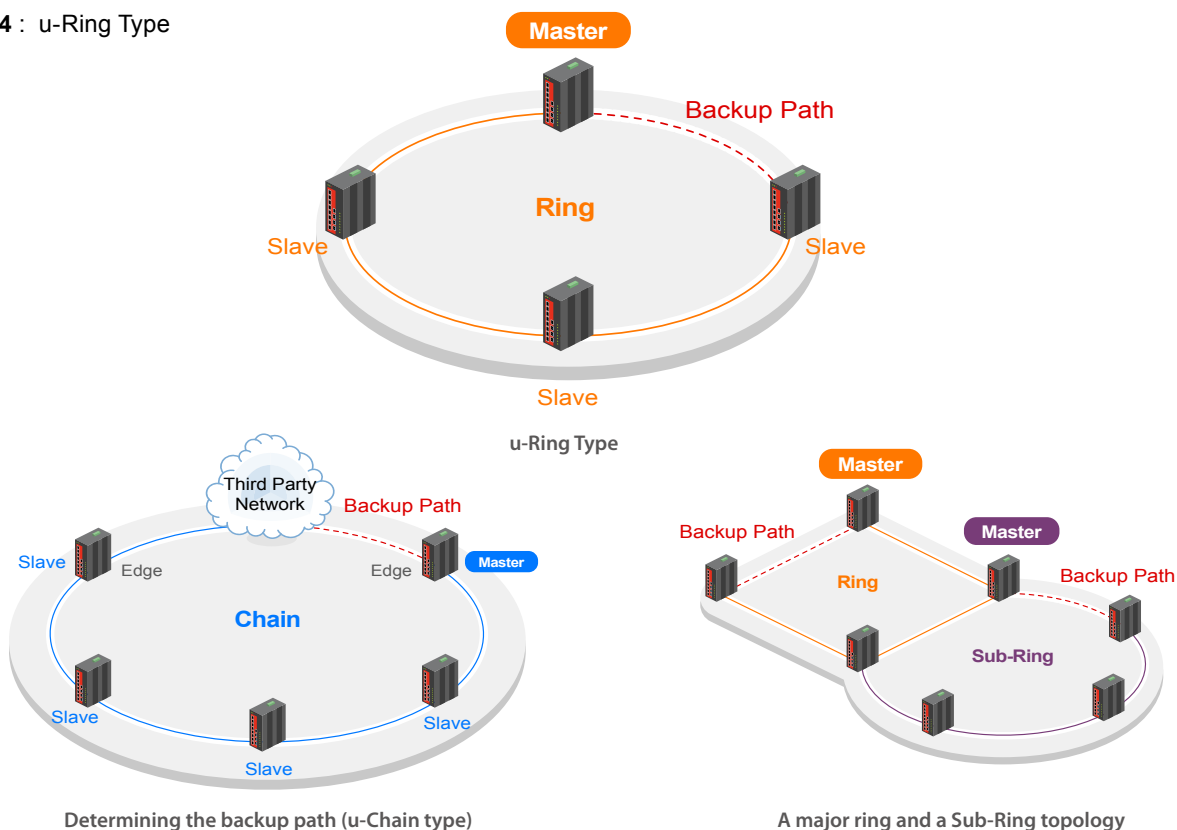 4 : u-Ring Type
Master
Backup Path
Ring
Slave
Slave
Slave
u-Ring Type
Third Party
Network
Backup Path
Slave
Edge
Edge
Master
Chain
Slave
Slave
Slave
Determining the backup path (u-Chain type)
Master
Backup Path
Master
Backup Path
Ring
Sub-Ring
A major ring and a Sub-Ring topology